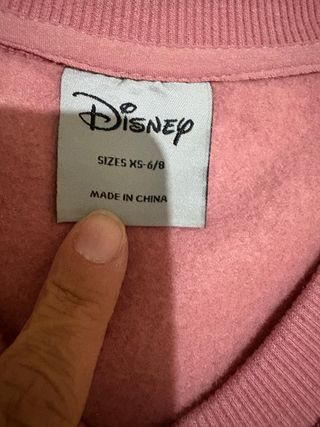 Disney
SIZES XS-6/8
MADE IN CHINA